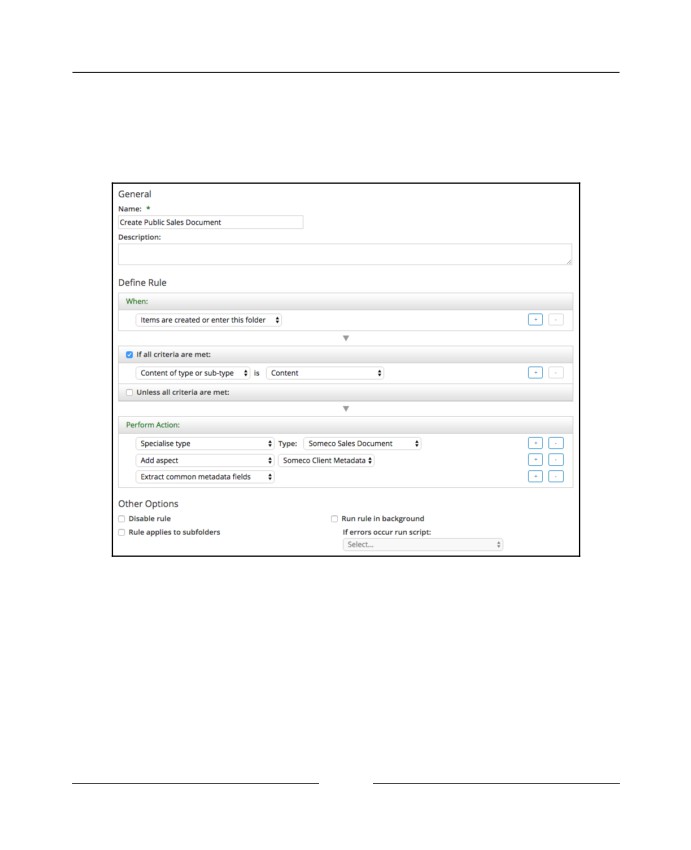 General
Name: *
Create Public Sales Document
Description:
Define Rule
When:
Items are created or enter this folder + -
If all criteria are met:
Content of type or sub-type is Content + -
Unless all criteria are met:
Perform Action:
Specialise type Type: Someco Sales Document + -
Add aspect Someco Client Metadata + -
Extract common metadata fields + -
Other Options
Disable rule Run rule in background
Rule applies to subfolders If errors occur run script:
Select...